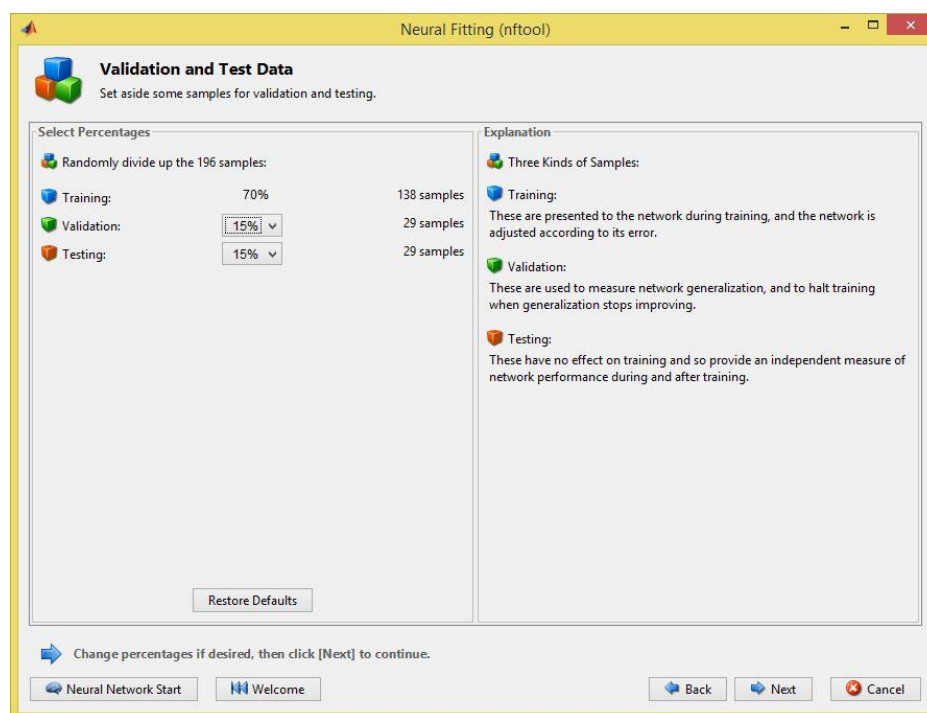 Neural Fitting (nftool)
Validation and Test Data
Set aside some samples for validation and testing.
Select Percentages
Randomly divide up the 196 samples:
Training: 70% 138 samples
Validation: 15% 29 samples
Testing: 15% 29 samples
Restore Defaults
Explanation
Three Kinds of Samples:
Training:
These are presented to the network during training, and the network is
adjusted according to its error.
Validation:
These are used to measure network generalization, and to halt training
when generalization stops improving.
Testing:
These have no effect on training and so provide an independent measure of
network performance during and after training.
Change percentages if desired, then click [Next] to continue.
Neural Network Start Welcome Back Next Cancel